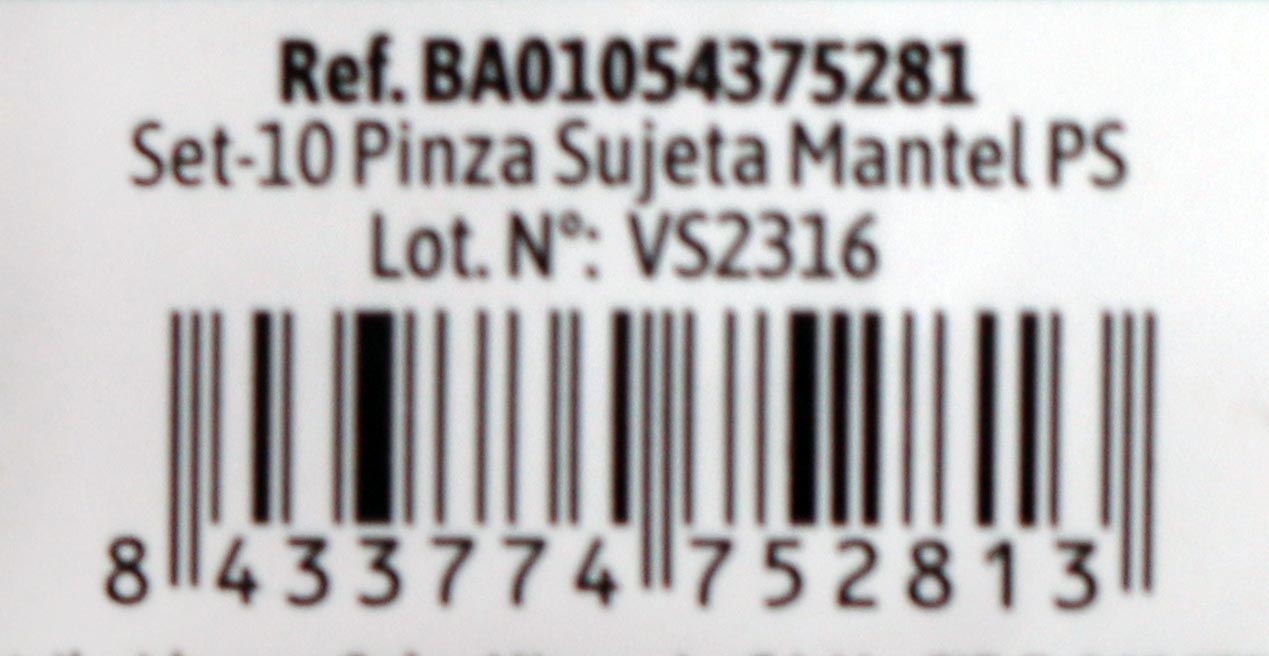 Ref. BA01054375281
Set-10 Pinza Sujeta Mantel PS
Lot. Nº: VS2316
8 433774 752813